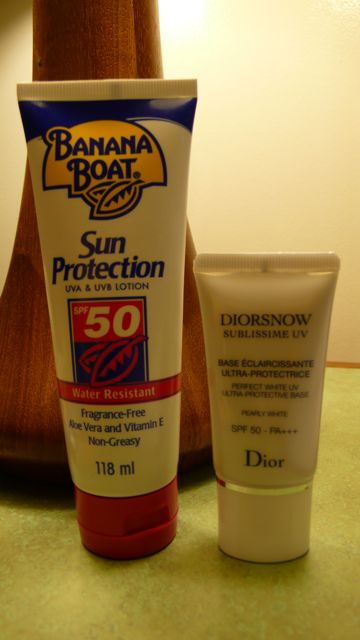 BANANA
BOAT®
Sun
Protection
UVA & UVB LOTION
SPF
50
Water Resistant
Fragrance-Free
Aloe Vera and Vitamin E
Non-Greasy
118 ml
DIORSNOW
SUBLISSIME UV
BASE ÉCLAIRCISSANTE
ULTRA-PROTECTRICE
PERFECT WHITE UV
ULTRA-PROTECTIVE BASE
PEARLY WHITE
SPF 50 - PA+++
Dior